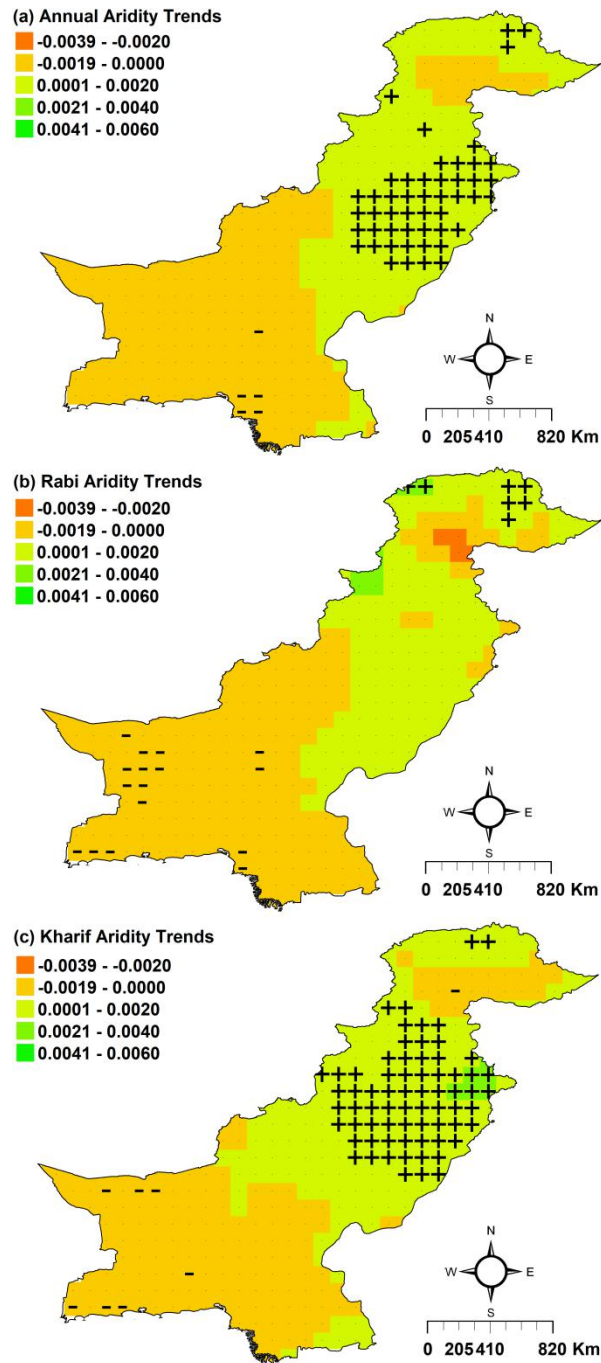 (a) Annual Aridity Trends
-0.0039 - -0.0020
-0.0019 - 0.0000
0.0001 - 0.0020
0.0021 - 0.0040
0.0041 - 0.0060
N
W E
S
0 205410 820 Km
(b) Rabi Aridity Trends
-0.0039 - -0.0020
-0.0019 - 0.0000
0.0001 - 0.0020
0.0021 - 0.0040
0.0041 - 0.0060
N
W E
S
0 205410 820 Km
(c) Kharif Aridity Trends
-0.0039 - -0.0020
-0.0019 - 0.0000
0.0001 - 0.0020
0.0021 - 0.0040
0.0041 - 0.0060
N
W E
S
0 205410 820 Km